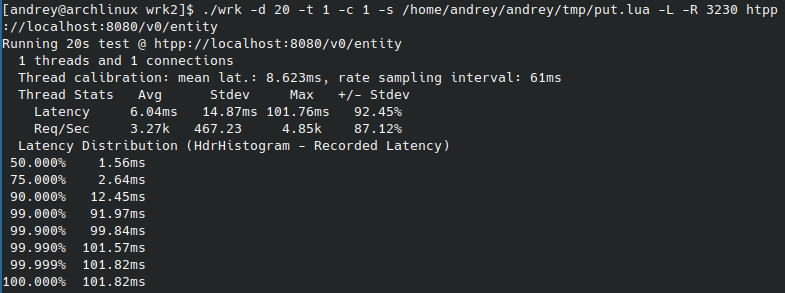 [andrey@archlinux wrk2]$ ./wrk -d 20 -t 1 -c 1 -s /home/andrey/andrey/tmp/put.lua -L -R 3230 htpp
://localhost:8080/v0/entity
Running 20s test @ htpp://localhost:8080/v0/entity
  1 threads and 1 connections
  Thread calibration: mean lat.: 8.623ms, rate sampling interval: 61ms
  Thread Stats   Avg      Stdev     Max   +/- Stdev
    Latency     6.04ms   14.87ms 101.76ms   92.45%
    Req/Sec     3.27k   467.23     4.85k    87.12%
  Latency Distribution (HdrHistogram - Recorded Latency)
 50.000%    1.56ms
 75.000%    2.64ms
 90.000%   12.45ms
 99.000%   91.97ms
 99.900%   99.84ms
 99.990%  101.57ms
 99.999%  101.82ms
100.000%  101.82ms